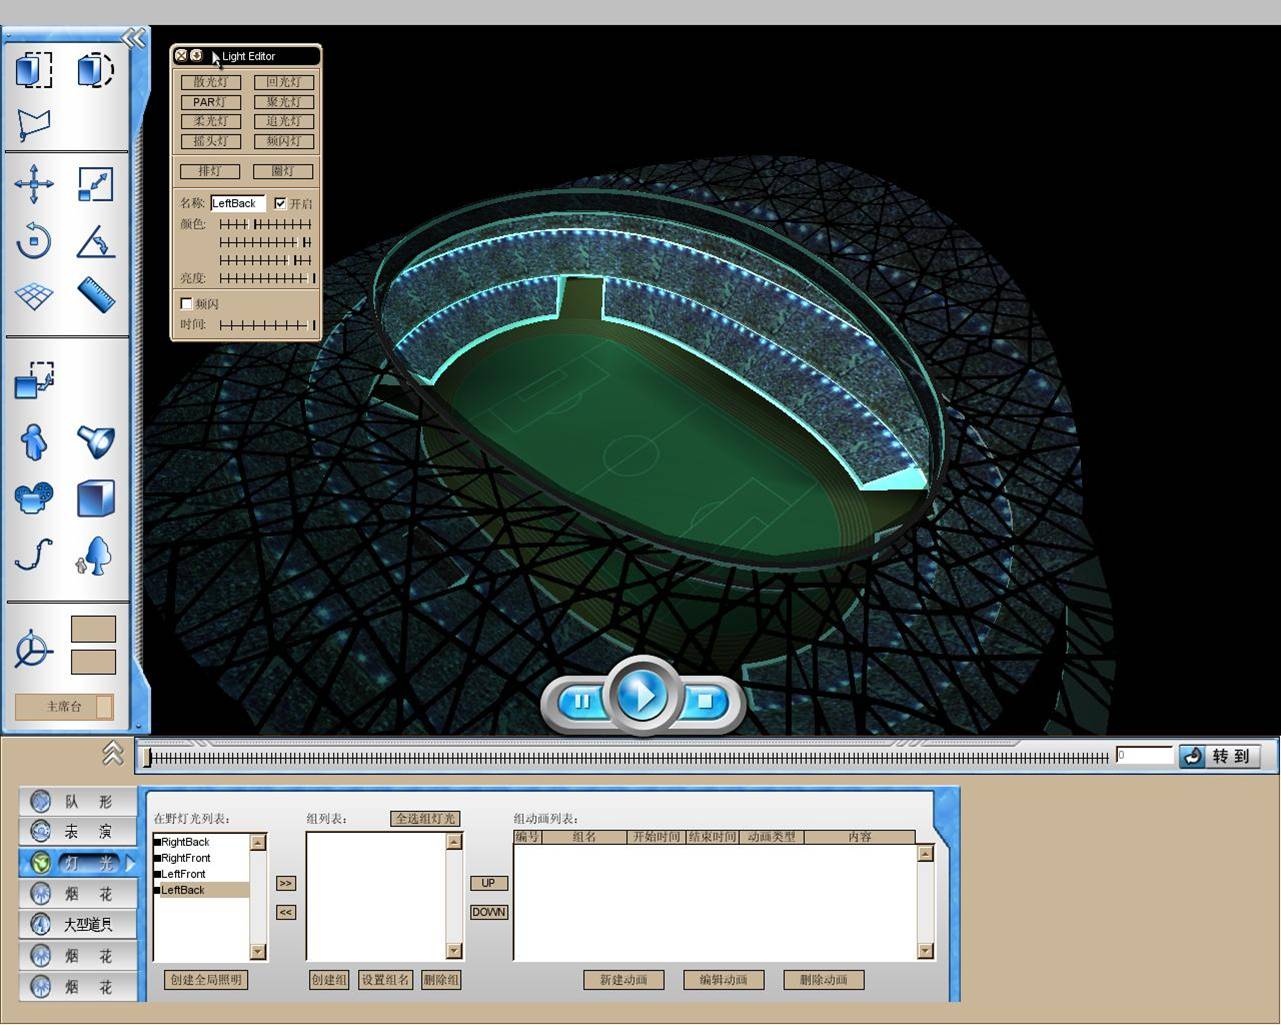 Light Editor
散光灯 回光灯
PAR灯 聚光灯
柔光灯 追光灯
摇头灯 频闪灯
排灯 圈灯
名称: LeftBack 开启
颜色:
亮度:
频闪
时间:
主席台
0 转到
队 形
表 演
灯 光
烟 花
大型道具
烟 花
烟 花
在野灯光列表:
RightBack
RightFront
LeftFront
LeftBack
创建全局照明
>>
<<
组列表: 全选组灯光
创建组 设置组名 删除组
UP
DOWN
组动画列表:
编号 组名 开始时间 结束时间 动画类型 内容
新建动画 编辑动画 删除动画